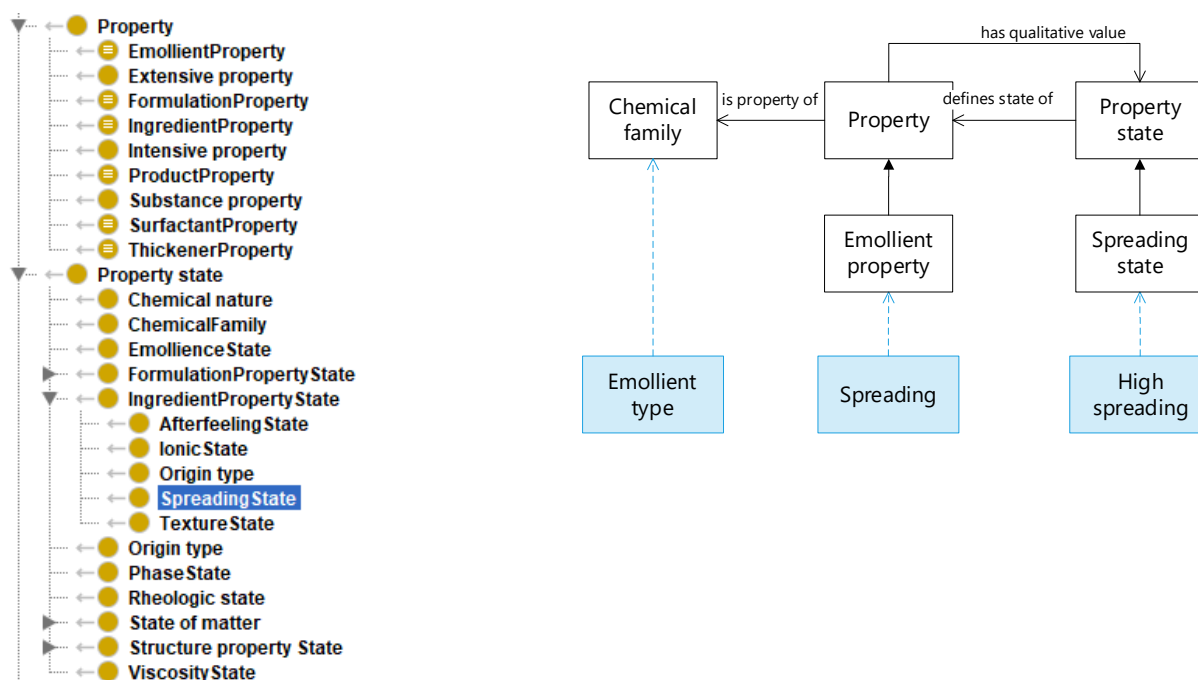 Property
EmollientProperty
Extensive property
FormulationProperty
IngredientProperty
Intensive property
ProductProperty
Substance property
SurfactantProperty
ThickenerProperty
Property state
Chemical nature
ChemicalFamily
EmollienceState
FormulationPropertyState
IngredientPropertyState
AfterfeelingState
IonicState
Origin type
SpreadingState
TextureState
Origin type
PhaseState
Rheologic state
State of matter
Structure property State
ViscosityState
has qualitative value
Chemical
family
is property of
Property
defines state of
Property
state
Emollient
property
Spreading
state
Emollient
type
Spreading
High
spreading